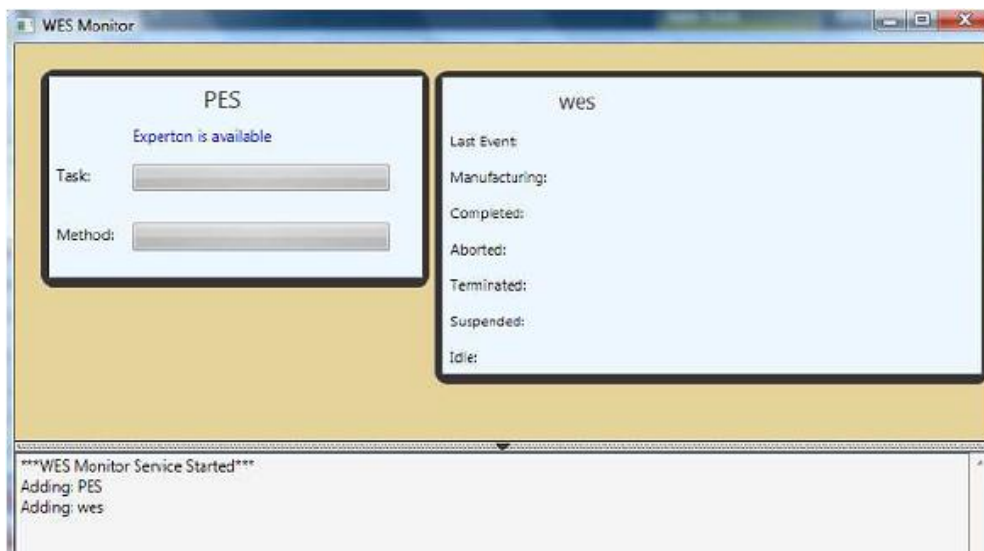 WES Monitor
PES
Experton is available
Task:
Method:
wes
Last Event:
Manufacturing:
Completed:
Aborted:
Terminated:
Suspended:
Idle:
***WES Monitor Service Started***
Adding: PES
Adding: wes